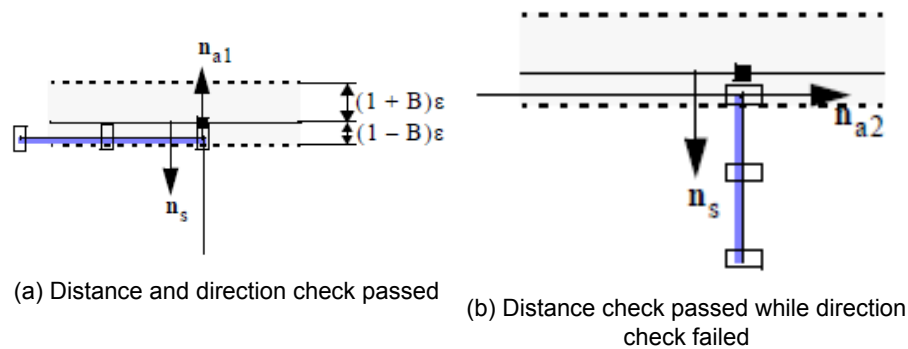 n_a1
(1 + B)ε
(1 − B)ε
n_s
(a) Distance and direction check passed
n_a2
n_s
(b) Distance check passed while direction
check failed